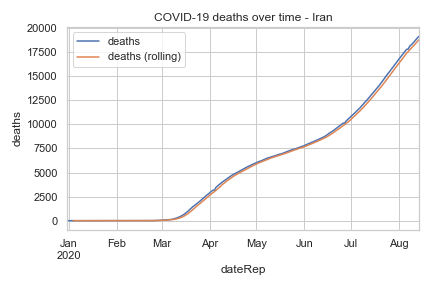 COVID-19 deaths over time - Iran
deaths
deaths (rolling)
20000
17500
15000
12500
10000
7500
5000
2500
0
deaths
Jan Feb Mar Apr May Jun Jul Aug
2020
dateRep